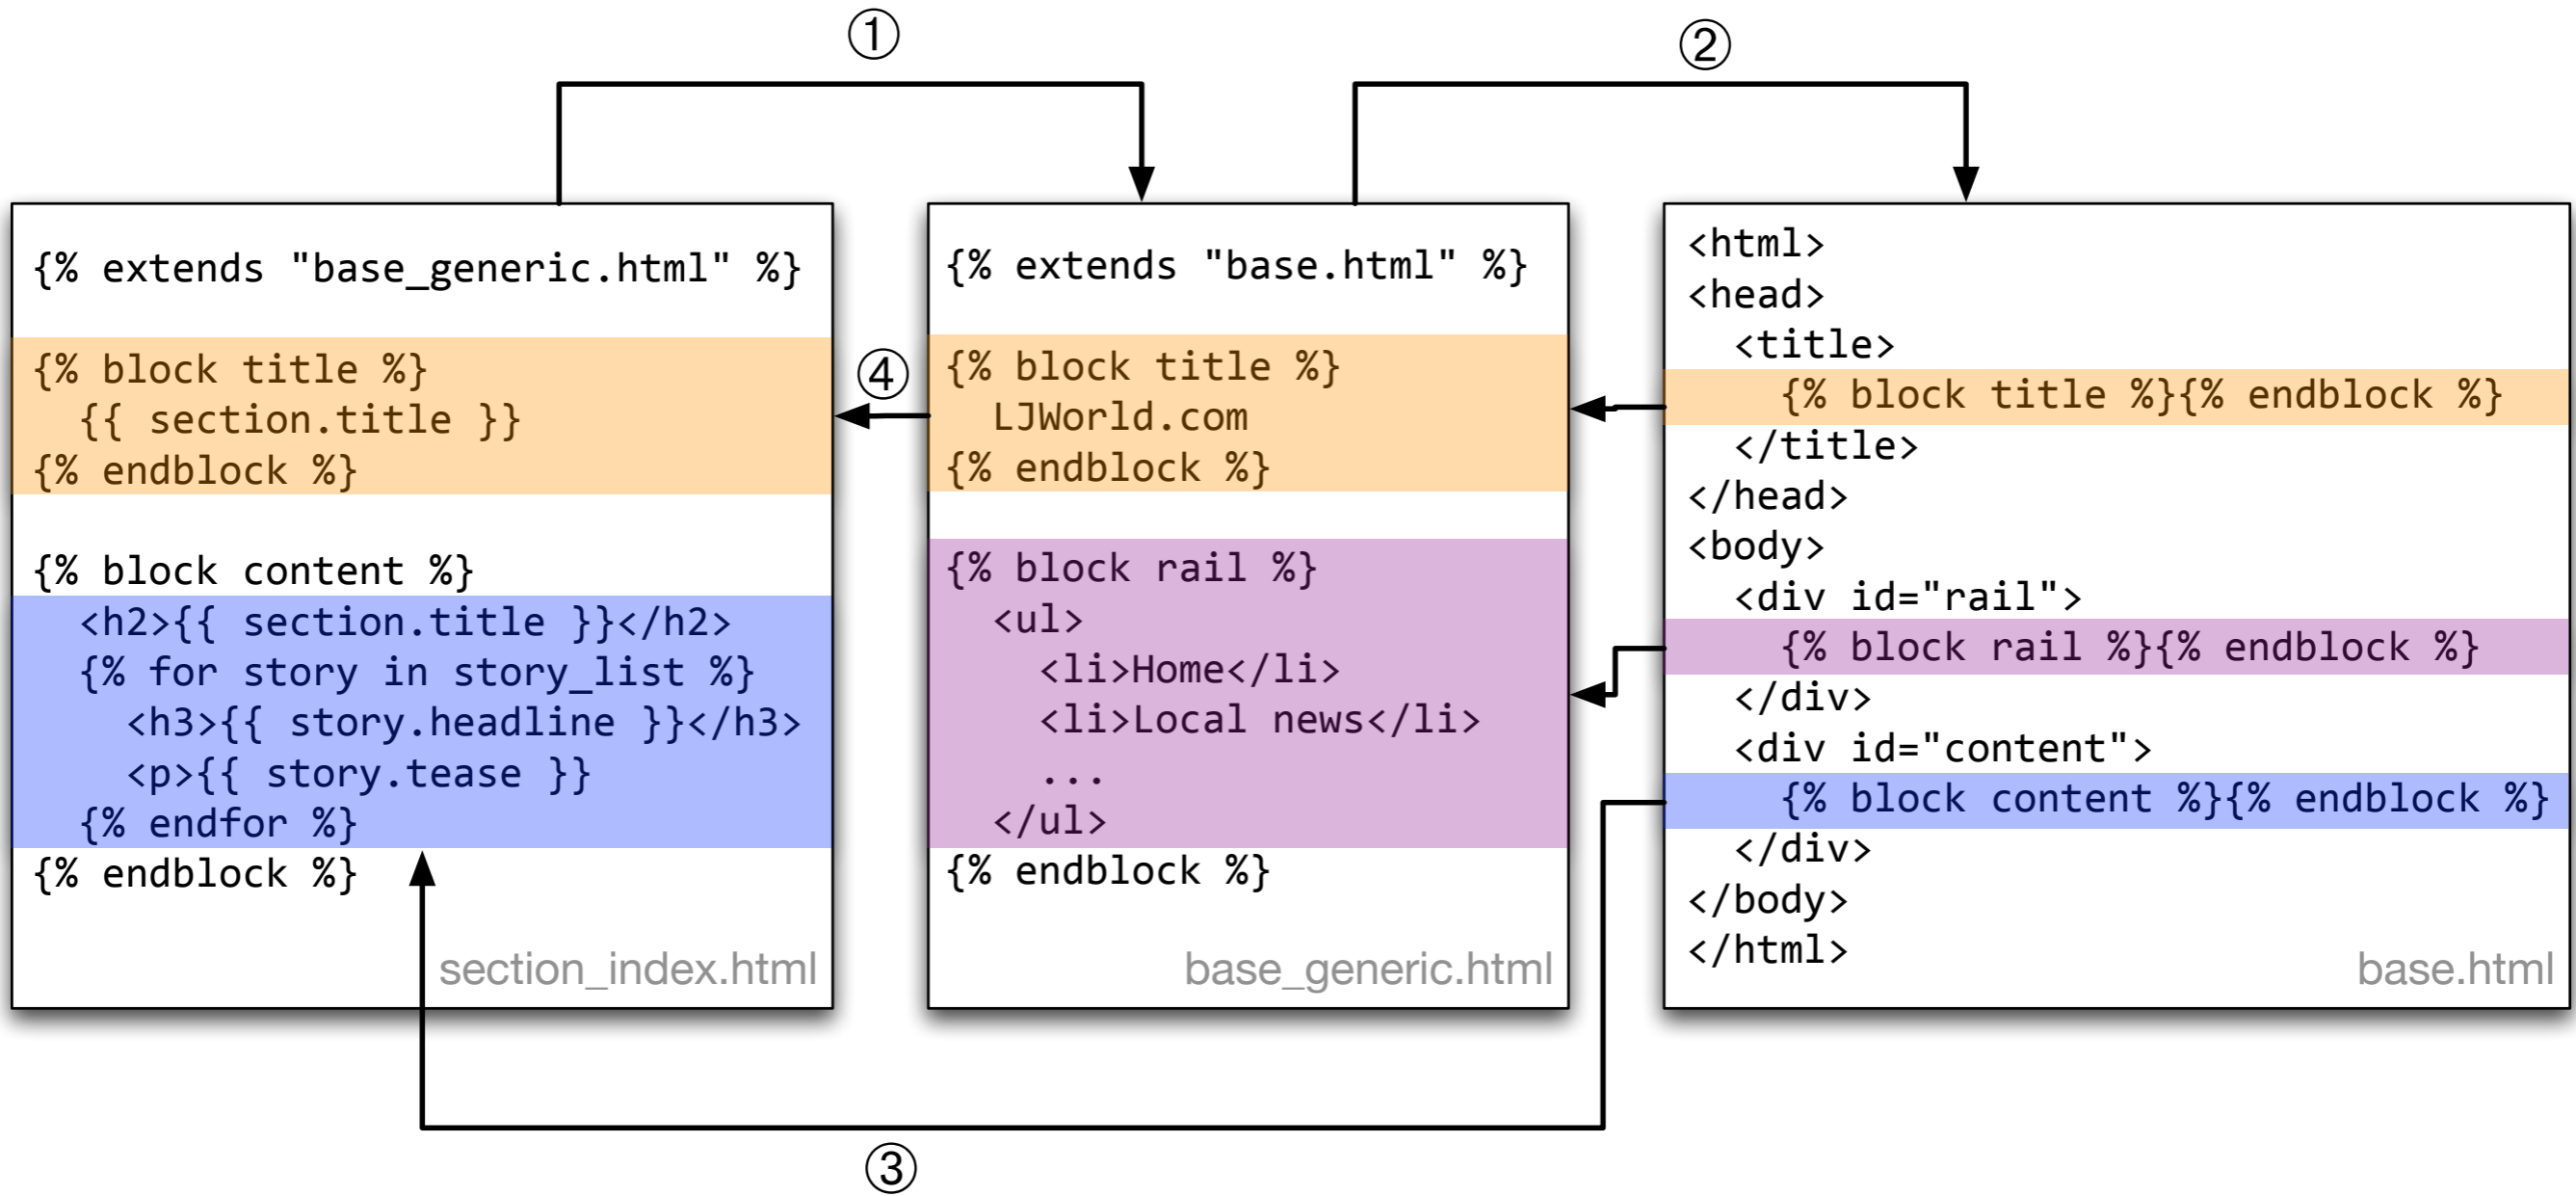 ①
②
{% extends "base_generic.html" %}
{% block title %}
  {{ section.title }}
{% endblock %}
{% block content %}
  <h2>{{ section.title }}</h2>
  {% for story in story_list %}
    <h3>{{ story.headline }}</h3>
    <p>{{ story.tease }}
  {% endfor %}
{% endblock %}
section_index.html
④
{% extends "base.html" %}
{% block title %}
  LJWorld.com
{% endblock %}
{% block rail %}
  <ul>
    <li>Home</li>
    <li>Local news</li>
    ...
  </ul>
{% endblock %}
base_generic.html
<html>
<head>
  <title>
    {% block title %}{% endblock %}
  </title>
</head>
<body>
  <div id="rail">
    {% block rail %}{% endblock %}
  </div>
  <div id="content">
    {% block content %}{% endblock %}
  </div>
</body>
</html>
base.html
③